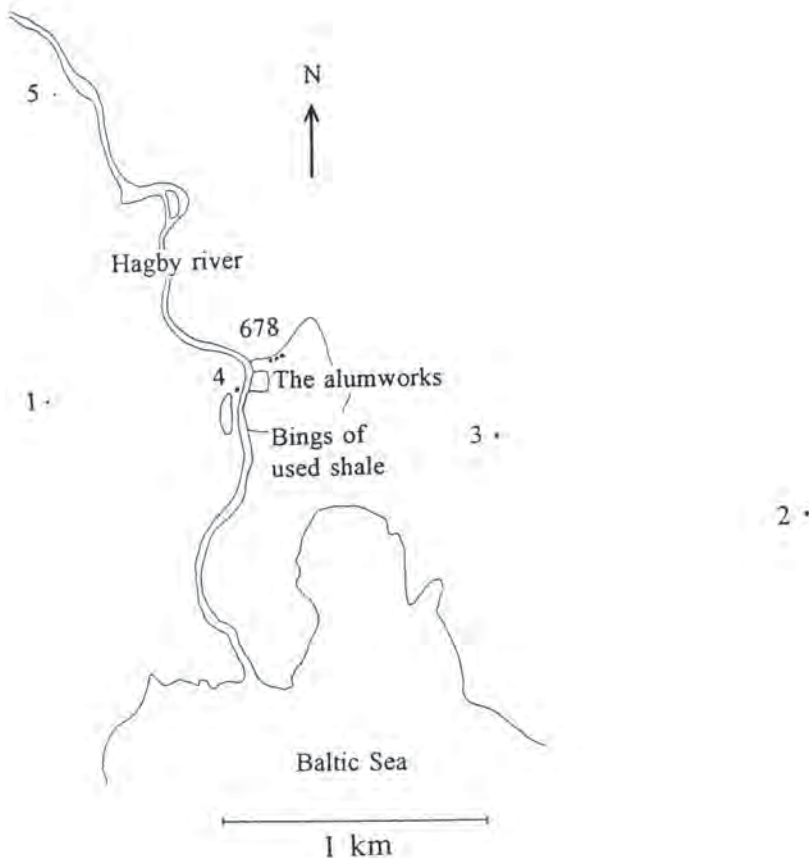 N
5
Hagby river
678
4
The alumworks
1
Bings of
used shale
3
2
Baltic Sea
1 km